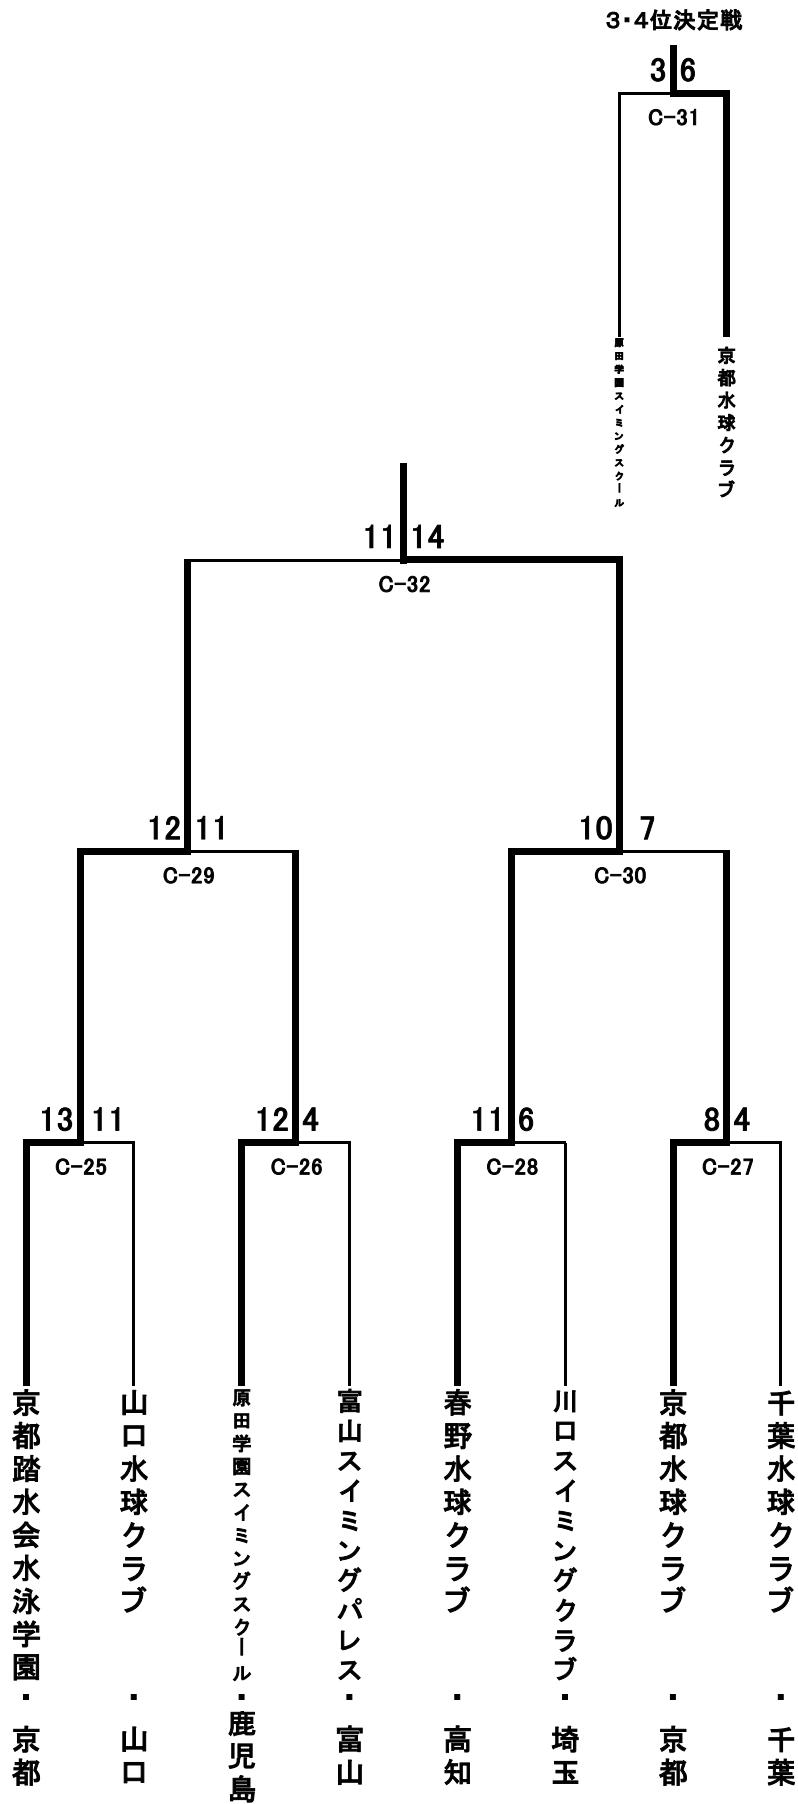 ３・４位決定戦
3 6
C-31
原田学園スイミングスクール
京都水球クラブ
11 14
C-32
12 11
C-29
10 7
C-30
13 11
C-25
12 4
C-26
11 6
C-28
8 4
C-27
京都踏水会水泳学園・京都
山口水球クラブ・山口
原田学園スイミングスクール・鹿児島
富山スイミングパレス・富山
春野水球クラブ・高知
川口スイミングクラブ・埼玉
京都水球クラブ・京都
千葉水球クラブ・千葉